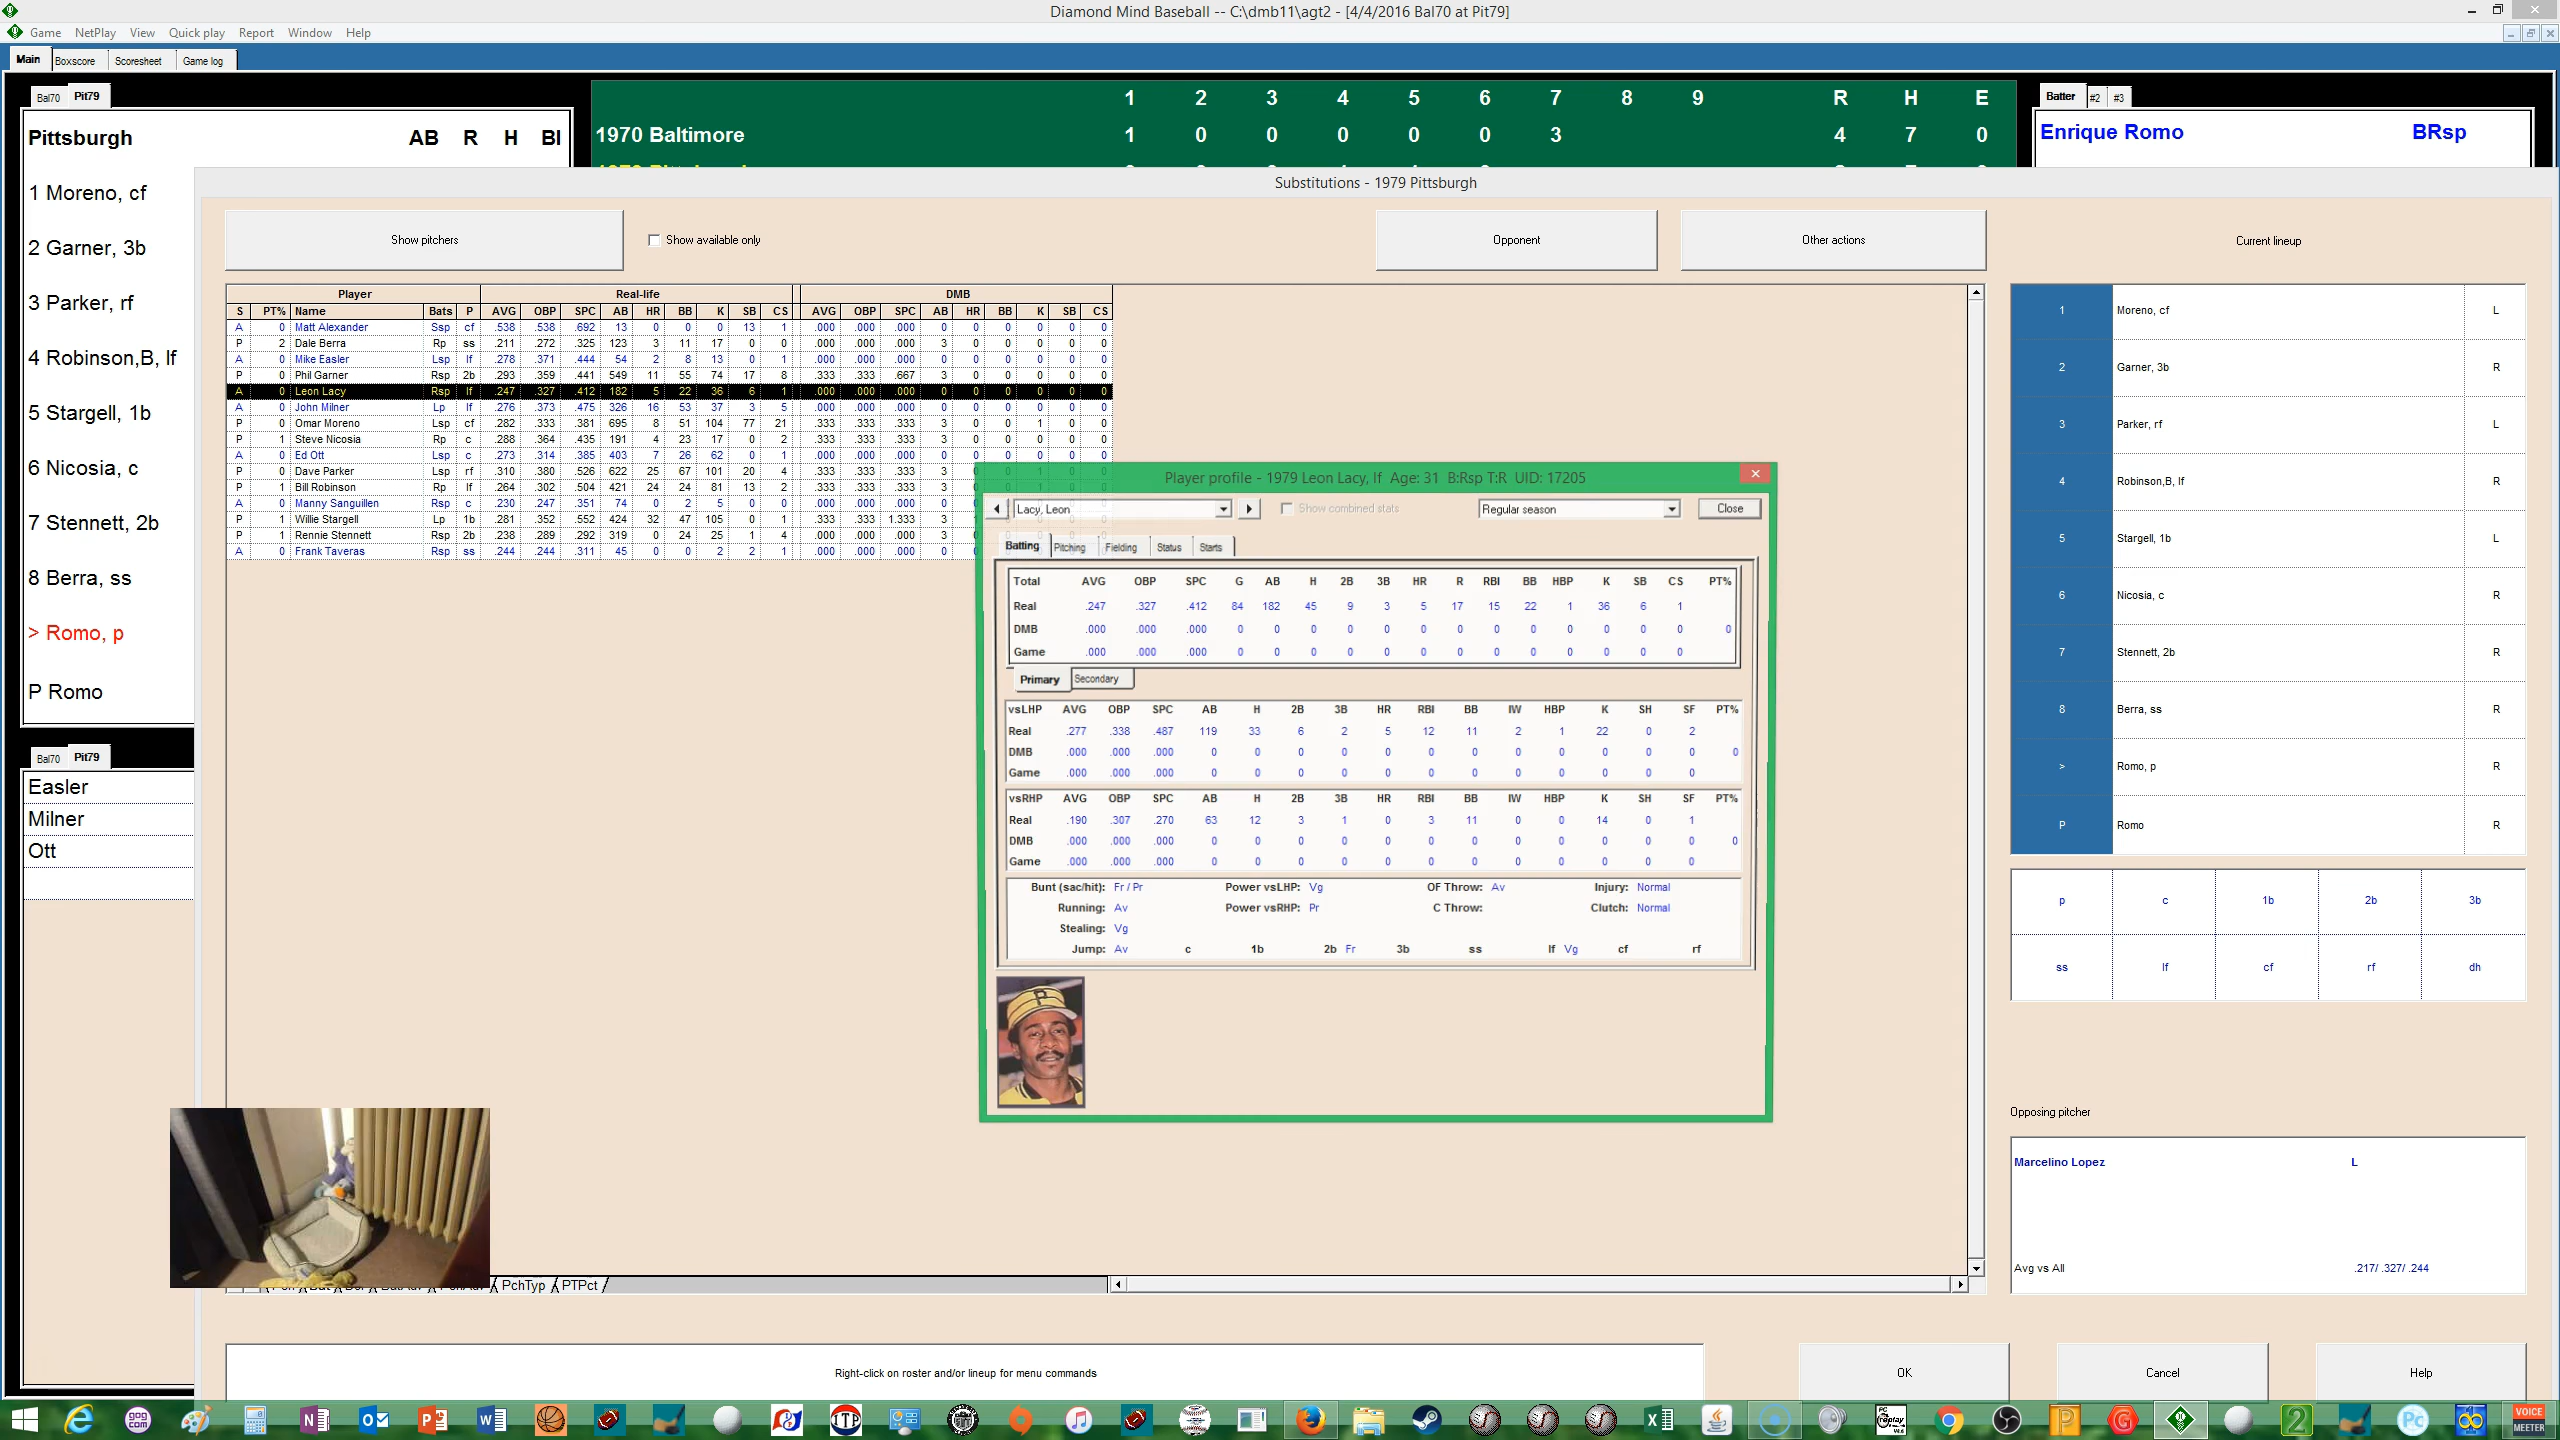 Diamond Mind Baseball -- C:\dmb11\agt2 - [4/4/2016 Bal70 at Pit79]
Game NetPlay View Quick play Report Window Help
Main Boxscore Scoresheet Game log
Bal70 Pit79
Pittsburgh AB R H BI
1 Moreno, cf
2 Garner, 3b
3 Parker, rf
4 Robinson,B, lf
5 Stargell, 1b
6 Nicosia, c
7 Stennett, 2b
8 Berra, ss
> Romo, p
P Romo
Bal70 Pit79
Easler
Milner
Ott
1 2 3 4 5 6 7 8 9 R H E
1970 Baltimore 1 0 0 0 0 0 3 4 7 0
Batter #2 #3
Enrique Romo BRsp
Substitutions - 1979 Pittsburgh
Show pitchers
Show available only
Opponent
Other actions
Current lineup
Player Real-life DMB
S PT% Name Bats P AVG OBP SPC AB HR BB K SB CS AVG OBP SPC AB HR BB K SB CS
A 0 Matt Alexander Ssp cf .538 .538 .692 13 0 0 0 13 1 .000 .000 .000 0 0 0 0 0 0
P 2 Dale Berra Rp ss .211 .272 .325 123 3 11 17 0 0 .000 .000 .000 3 0 0 0 0 0
A 0 Mike Easler Lsp lf .278 .371 .444 54 2 8 13 0 1 .000 .000 .000 0 0 0 0 0 0
P 0 Phil Garner Rsp 2b .293 .359 .441 549 11 55 74 17 8 .333 .333 .667 3 0 0 0 0 0
A 0 Leon Lacy Rsp lf .247 .327 .412 182 5 22 36 6 1 .000 .000 .000 0 0 0 0 0 0
A 0 John Milner Lp lf .276 .373 .475 326 16 53 37 3 5 .000 .000 .000 0 0 0 0 0 0
P 0 Omar Moreno Lsp cf .282 .333 .381 695 8 51 104 77 21 .333 .333 .333 3 0 0 1 0 0
P 1 Steve Nicosia Rp c .288 .364 .435 191 4 23 17 0 2 .333 .333 .333 3 0 0 0 0 0
A 0 Ed Ott Lsp c .273 .314 .385 403 7 26 62 0 1 .000 .000 .000 0 0 0 0 0 0
P 0 Dave Parker Lsp rf .310 .380 .526 622 25 67 101 20 4 .333 .333 .333 3 0 0 1 0 0
P 1 Bill Robinson Rp lf .264 .302 .504 421 24 24 81 13 2 .333 .333 .333 3
A 0 Manny Sanguillen Rsp c .230 .247 .351 74 0 2 5 0 0 .000 .000 .000 0
P 1 Willie Stargell Lp 1b .281 .352 .552 424 32 47 105 0 1 .333 .333 1.333 3
P 1 Rennie Stennett Rsp 2b .238 .289 .292 319 0 24 25 1 4 .000 .000 .000 3
A 0 Frank Taveras Rsp ss .244 .244 .311 45 0 0 2 2 1 .000 .000 .000 0
Player profile - 1979 Leon Lacy, lf Age: 31 B:Rsp T:R UID: 17205
Lacy, Leon Show combined stats Regular season Close
Batting Pitching Fielding Status Starts
Total AVG OBP SPC G AB H 2B 3B HR R RBI BB HBP K SB CS PT%
Real .247 .327 .412 84 182 45 9 3 5 17 15 22 1 36 6 1
DMB .000 .000 .000 0 0 0 0 0 0 0 0 0 0 0 0 0 0
Game .000 .000 .000 0 0 0 0 0 0 0 0 0 0 0 0 0
Primary Secondary
vsLHP AVG OBP SPC AB H 2B 3B HR RBI BB IW HBP K SH SF PT%
Real .277 .338 .487 119 33 6 2 5 12 11 2 1 22 0 2
DMB .000 .000 .000 0 0 0 0 0 0 0 0 0 0 0 0 0
Game .000 .000 .000 0 0 0 0 0 0 0 0 0 0 0 0
vsRHP AVG OBP SPC AB H 2B 3B HR RBI BB IW HBP K SH SF PT%
Real .190 .307 .270 63 12 3 1 0 3 11 0 0 14 0 1
DMB .000 .000 .000 0 0 0 0 0 0 0 0 0 0 0 0 0
Game .000 .000 .000 0 0 0 0 0 0 0 0 0 0 0 0
Bunt (sac/hit): Fr / Pr Power vsLHP: Vg OF Throw: Av Injury: Normal
Running: Av Power vsRHP: Pr C Throw: Clutch: Normal
Stealing: Vg
Jump: Av c 1b 2b Fr 3b ss lf Vg cf rf
1 Moreno, cf L
2 Garner, 3b R
3 Parker, rf L
4 Robinson,B, lf R
5 Stargell, 1b L
6 Nicosia, c R
7 Stennett, 2b R
8 Berra, ss R
> Romo, p R
P Romo R
p c 1b 2b 3b
ss lf cf rf dh
Opposing pitcher
Marcelino Lopez L
Avg vs All .217/ .327/ .244
PchTyp PTPct
Right-click on roster and/or lineup for menu commands
OK Cancel Help
gog com
ITP
VOICE MEETER